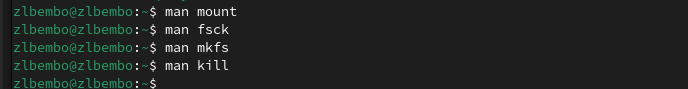 zlbembo@zlbembo:~$ man mount
zlbembo@zlbembo:~$ man fsck
zlbembo@zlbembo:~$ man mkfs
zlbembo@zlbembo:~$ man kill
zlbembo@zlbembo:~$